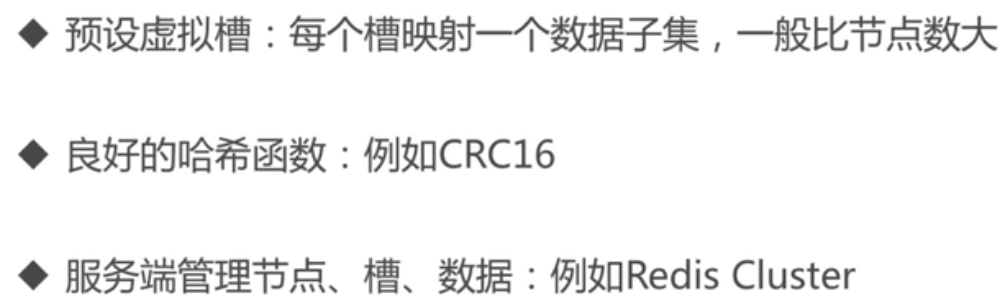 ◆ 预设虚拟槽：每个槽映射一个数据子集，一般比节点数大
◆ 良好的哈希函数：例如CRC16
◆ 服务端管理节点、槽、数据：例如Redis Cluster